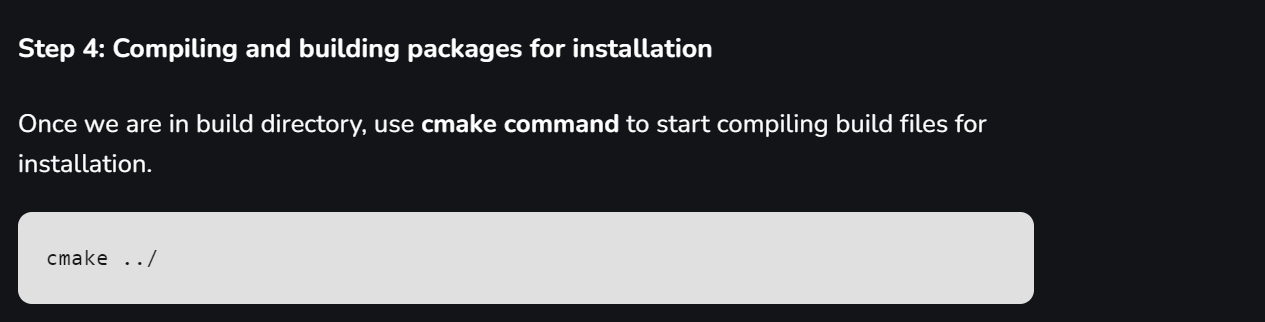 Step 4: Compiling and building packages for installation
Once we are in build directory, use cmake command to start compiling build files for
installation.
cmake ../